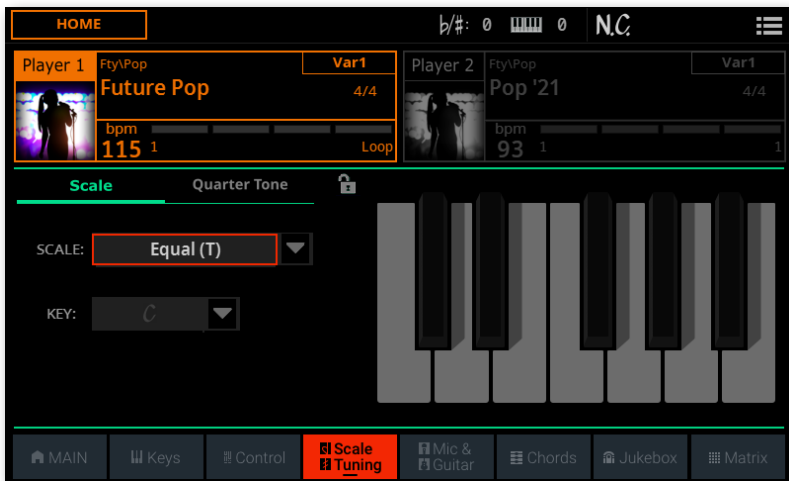 HOME
♭/#: 0 0 N.C.
Player 1 Fty\Pop Var1
Future Pop 4/4
bpm
115 1 Loop
Player 2 Fty\Pop Var1
Pop '21 4/4
bpm
93 1 1
Scale Quarter Tone
SCALE: Equal (T)
KEY: C
MAIN Keys Control Scale Tuning Mic & Guitar Chords Jukebox Matrix